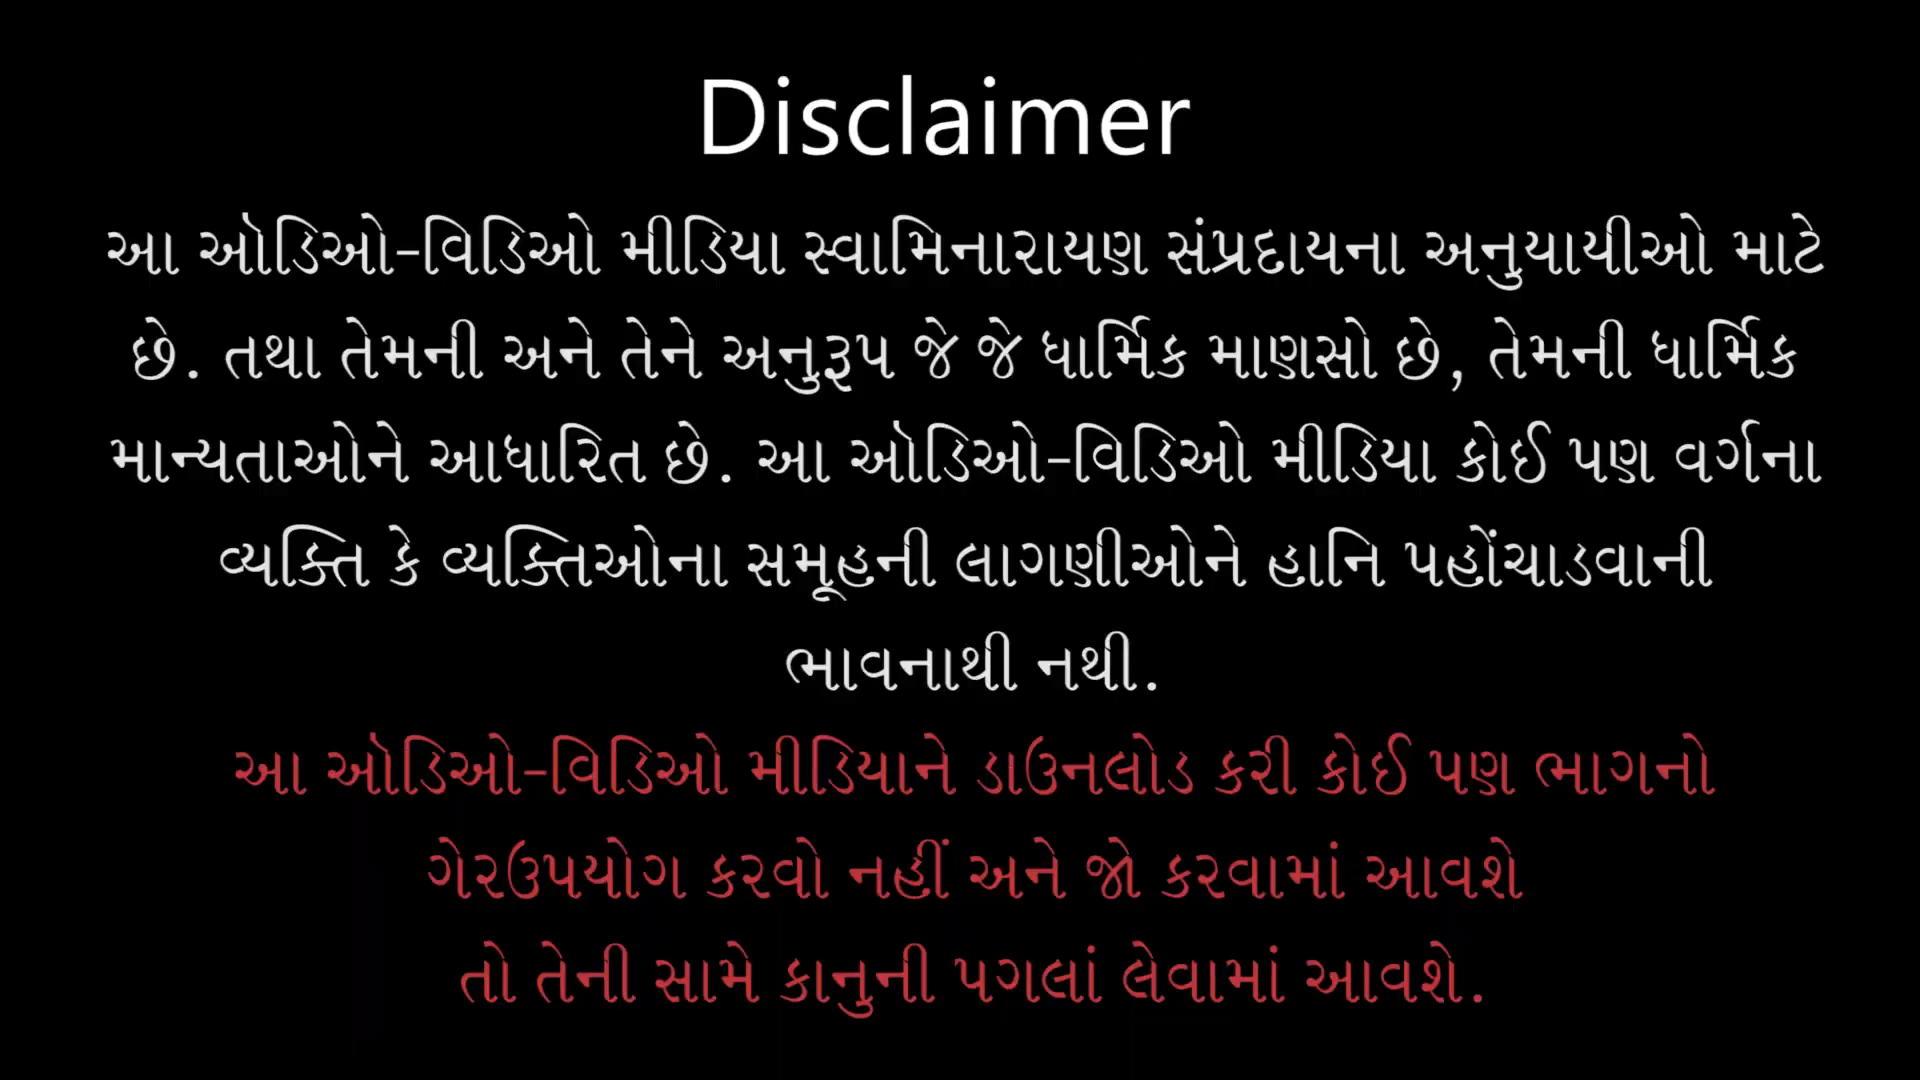 Disclaimer
આ ઑડિઓ-વિડિઓ મીડિયા સ્વામિનારાયણ સંપ્રદાયના અનુયાયીઓ માટે
છે. તથા તેમની અને તેને અનુરૂપ જે જે ધાર્મિક માણસો છે, તેમની ધાર્મિક
માન્યતાઓને આધારિત છે. આ ઑડિઓ-વિડિઓ મીડિયા કોઈ પણ વર્ગના
વ્યક્તિ કે વ્યક્તિઓના સમૂહની લાગણીઓને હાનિ પહોંચાડવાની
ભાવનાથી નથી.
આ ઑડિઓ-વિડિઓ મીડિયાને ડાઉનલોડ કરી કોઈ પણ ભાગનો
ગેરઉપયોગ કરવો નહીં અને જો કરવામાં આવશે
તો તેની સામે કાનુની પગલાં લેવામાં આવશે.